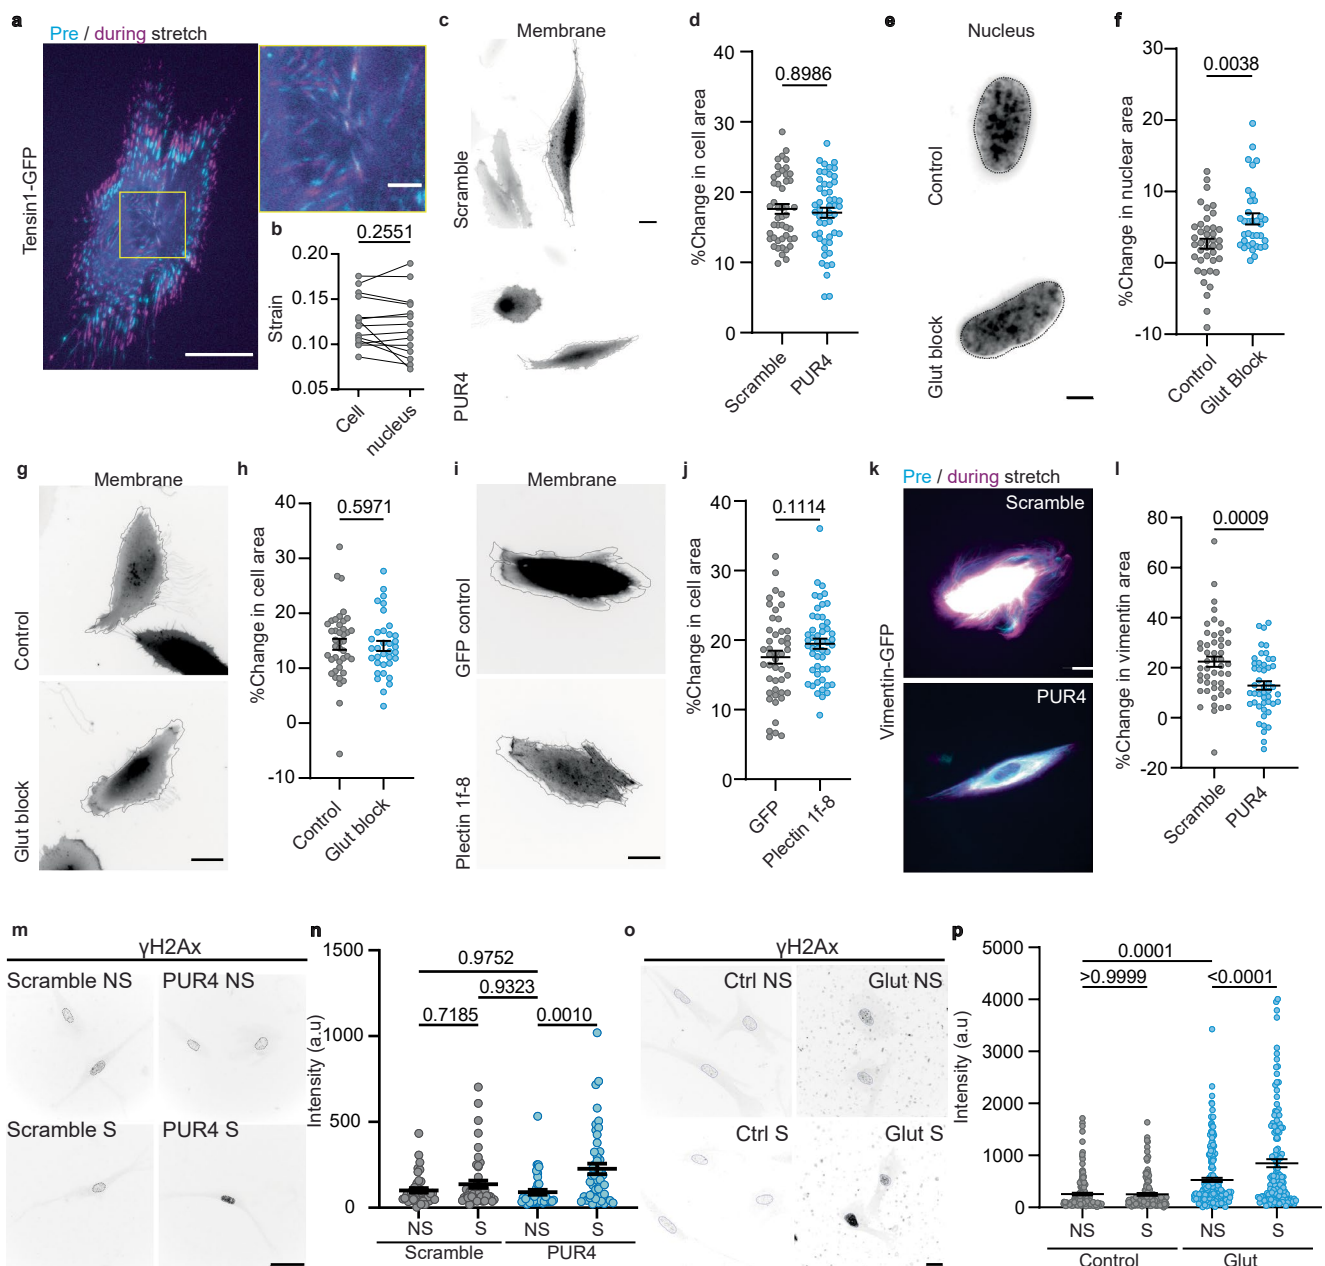 a
Pre / during stretch
Tensin1-GFP
b
0.2551
0.20
0.15
0.10
0.05
Strain
Cell
nucleus
c
Membrane
Scramble
PUR4
d
40
30
20
10
0
%Change in cell area
0.8986
Scramble
PUR4
e
Nucleus
Control
Glut block
f
30
20
10
0
-10
%Change in nuclear area
0.0038
Control
Glut Block
g
Membrane
Control
Glut block
h
40
30
20
10
0
-10
%Change in cell area
0.5971
Control
Glut block
i
Membrane
GFP control
Plectin 1f-8
j
40
30
20
10
0
%Change in cell area
0.1114
GFP
Plectin 1f-8
k
Pre / during stretch
Vimentin-GFP
Scramble
PUR4
l
80
60
40
20
0
-20
%Change in vimentin area
0.0009
Scramble
PUR4
m
γH2Ax
Scramble NS
PUR4 NS
Scramble S
PUR4 S
n
1500
1000
500
0
Intensity (a.u)
0.9752
0.9323
0.7185
0.0010
NS
S
NS
S
Scramble
PUR4
o
γH2Ax
Ctrl NS
Glut NS
Ctrl S
Glut S
p
5000
4000
3000
2000
1000
0
Intensity (a.u)
0.0001
>0.9999
<0.0001
NS
S
NS
S
Control
Glut